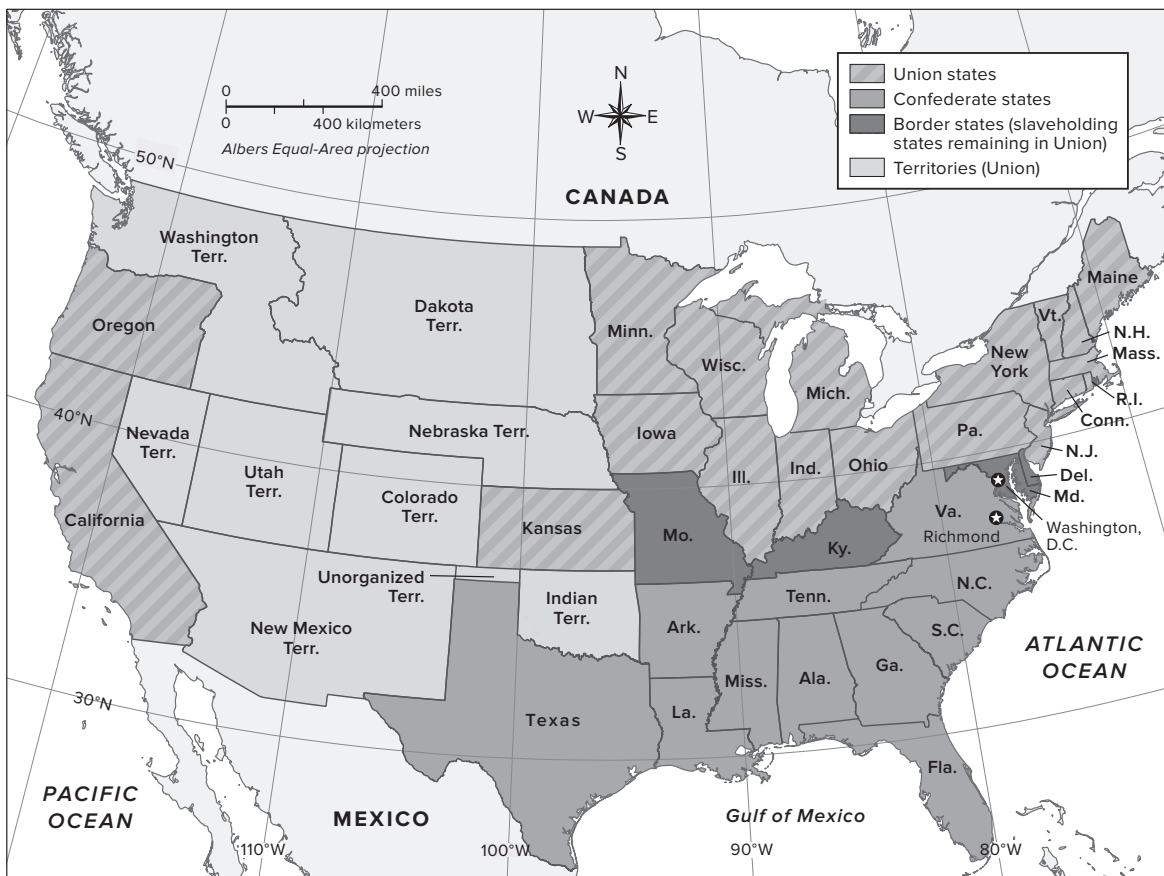 0
400 miles
0
400 kilometers
Albers Equal-Area projection
N
W
E
S
Union states
Confederate states
Border states (slaveholding
states remaining in Union)
Territories (Union)
50°N
CANADA
Washington
Terr.
Dakota
Terr.
Oregon
Minn.
Wisc.
Mich.
Maine
Vt.
N.H.
Mass.
New
York
R.I.
Conn.
40°N
Nevada
Terr.
Utah
Terr.
Nebraska Terr.
Colorado
Terr.
Iowa
Ill.
Ind.
Ohio
Pa.
N.J.
Del.
Md.
Washington,
D.C.
California
Kansas
Mo.
Ky.
Va.
Richmond
Unorganized
Terr.
Indian
Terr.
New Mexico
Terr.
Ark.
Tenn.
N.C.
S.C.
ATLANTIC
OCEAN
30°N
Texas
La.
Miss.
Ala.
Ga.
Fla.
PACIFIC
OCEAN
MEXICO
Gulf of Mexico
110°W
100°W
90°W
80°W